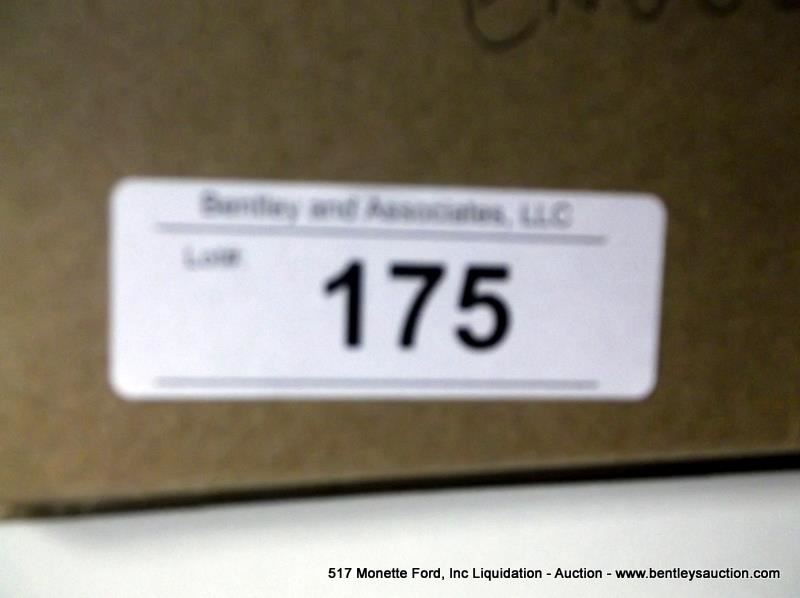 Bentley and Associates, LLC
Lot#
175
517 Monette Ford, Inc Liquidation - Auction - www.bentleysauction.com